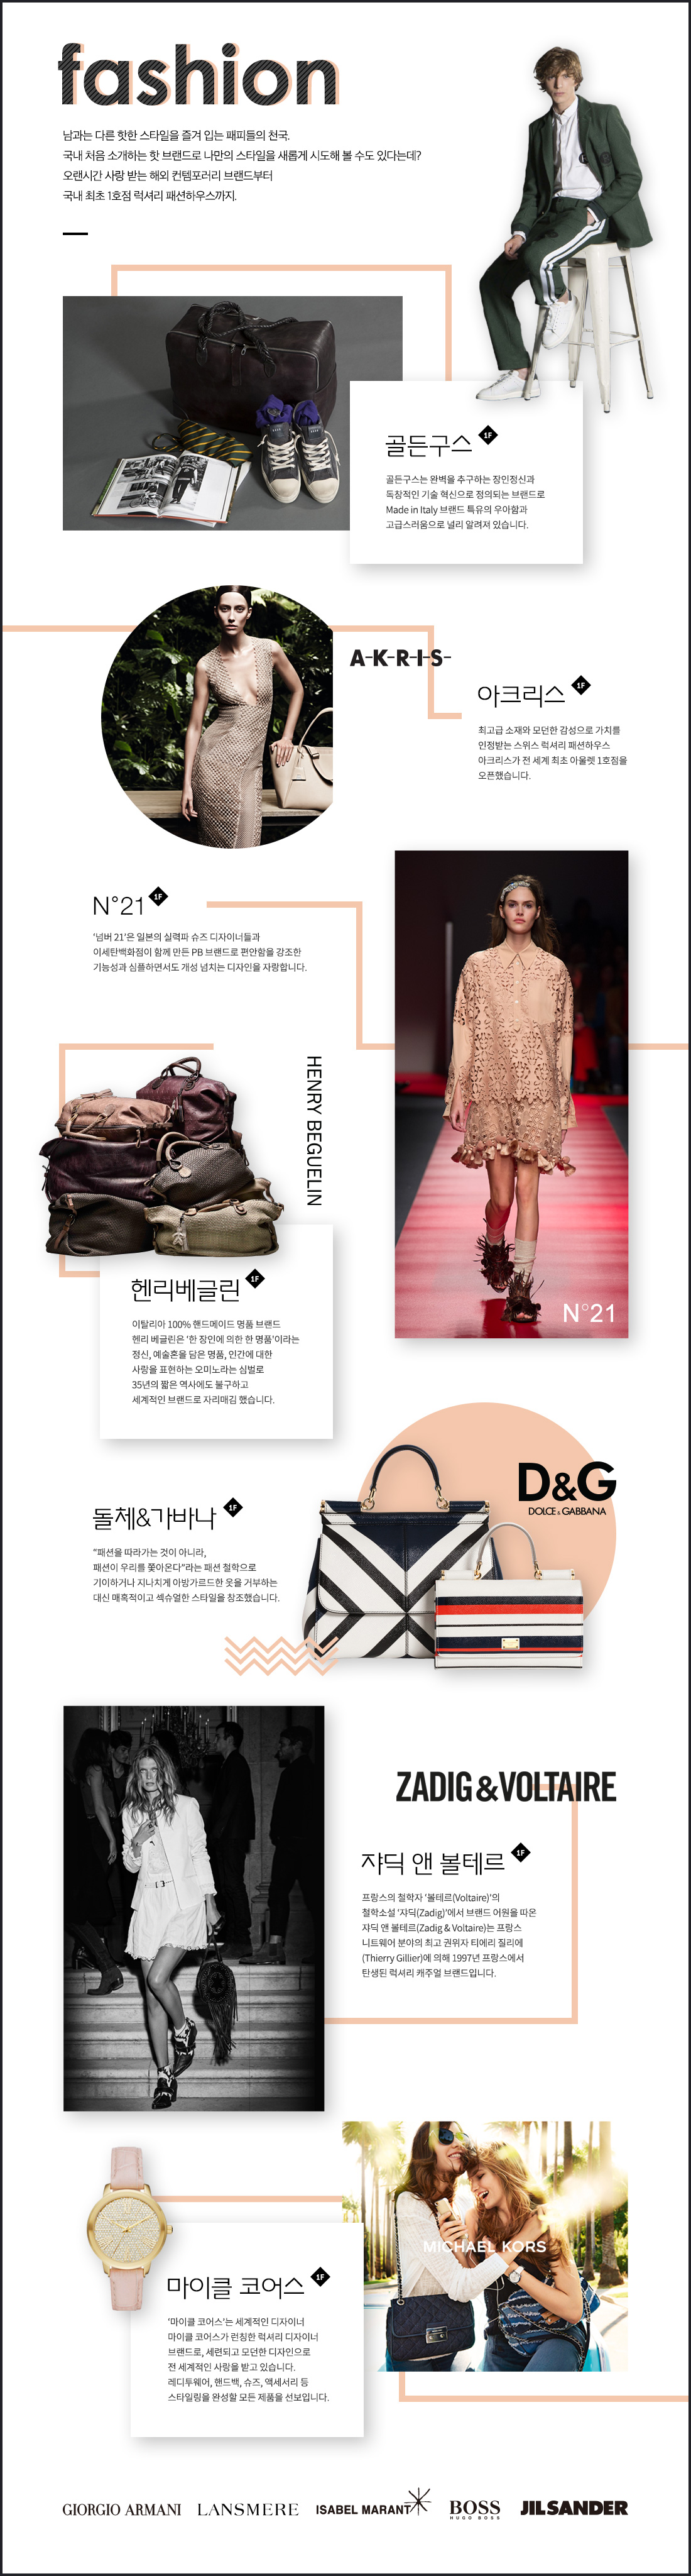 fashion
남과는 다른 핫한 스타일을 즐겨 입는 패피들의 천국.
국내 처음 소개하는 핫 브랜드로 나만의 스타일을 새롭게 시도해 볼 수도 있다는데?
오랜시간 사랑 받는 해외 컨템포러리 브랜드부터
국내 최초 1호점 럭셔리 패션하우스까지.
골든구스 1F
골든구스는 완벽을 추구하는 장인정신과
독창적인 기술 혁신으로 정의되는 브랜드로
Made in Italy 브랜드 특유의 우아함과
고급스러움으로 널리 알려져 있습니다.
A-K-R-I-S-
아크리스 1F
최고급 소재와 모던한 감성으로 가치를
인정받는 스위스 럭셔리 패션하우스
아크리스가 전 세계 최초 아울렛 1호점을
오픈했습니다.
N°21 1F
‘넘버 21’은 일본의 실력파 슈즈 디자이너들과
이세탄백화점이 함께 만든 PB 브랜드로 편안함을 강조한
기능성과 심플하면서도 개성 넘치는 디자인을 자랑합니다.
N°21
HENRY BEGUELIN
헨리베글린 1F
이탈리아 100% 핸드메이드 명품 브랜드
헨리 베글린은 ‘한 장인에 의한 한 명품’이라는
정신, 예술혼을 담은 명품, 인간에 대한
사랑을 표현하는 오미노라는 심벌로
35년의 짧은 역사에도 불구하고
세계적인 브랜드로 자리매김 했습니다.
D&G
DOLCE & GABBANA
돌체&가바나 1F
“패션을 따라가는 것이 아니라,
패션이 우리를 쫓아온다”라는 패션 철학으로
기이하거나 지나치게 아방가르드한 옷을 거부하는
대신 매혹적이고 섹슈얼한 스타일을 창조했습니다.
ZADIG & VOLTAIRE
쟈딕 앤 볼테르 1F
프랑스의 철학자 ‘볼테르(Voltaire)’의
철학소설 ‘쟈딕(Zadig)’에서 브랜드 어원을 따온
쟈딕 앤 볼테르(Zadig & Voltaire)는 프랑스
니트웨어 분야의 최고 권위자 티에리 질리에
(Thierry Gillier)에 의해 1997년 프랑스에서
탄생된 럭셔리 캐주얼 브랜드입니다.
MICHAEL KORS
마이클 코어스 1F
‘마이클 코어스’는 세계적인 디자이너
마이클 코어스가 런칭한 럭셔리 디자이너
브랜드로, 세련되고 모던한 디자인으로
전 세계적인 사랑을 받고 있습니다.
레디투웨어, 핸드백, 슈즈, 액세서리 등
스타일링을 완성할 모든 제품을 선보입니다.
GIORGIO ARMANI LANSMERE ISABEL MARANT BOSS JIL SANDER
HUGO BOSS